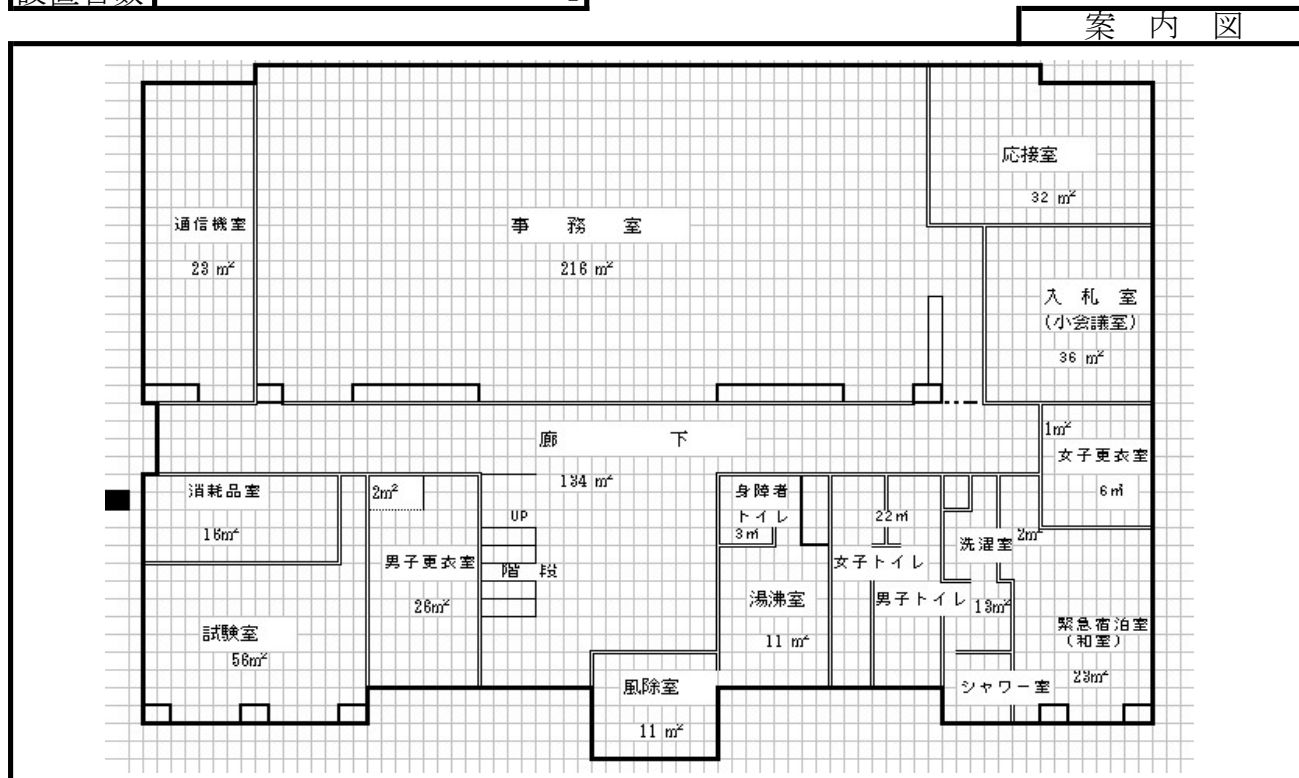 設置台数
案 内 図
応接室
32 m²
通信機室
23 m²
事 務 室
216 m²
入 札 室
(小会議室)
36 m²
廊 下
134 m²
1m²
女子更衣室
6㎡
消耗品室
16m²
2m²
男子更衣室
26m²
UP
階 段
身障者
トイレ
3㎡
22㎡
女子トイレ
男子トイレ
洗濯室
2m²
13m²
湯沸室
11 m²
緊急宿泊室
(和室)
23m²
シャワー室
試験室
56m²
風除室
11 m²